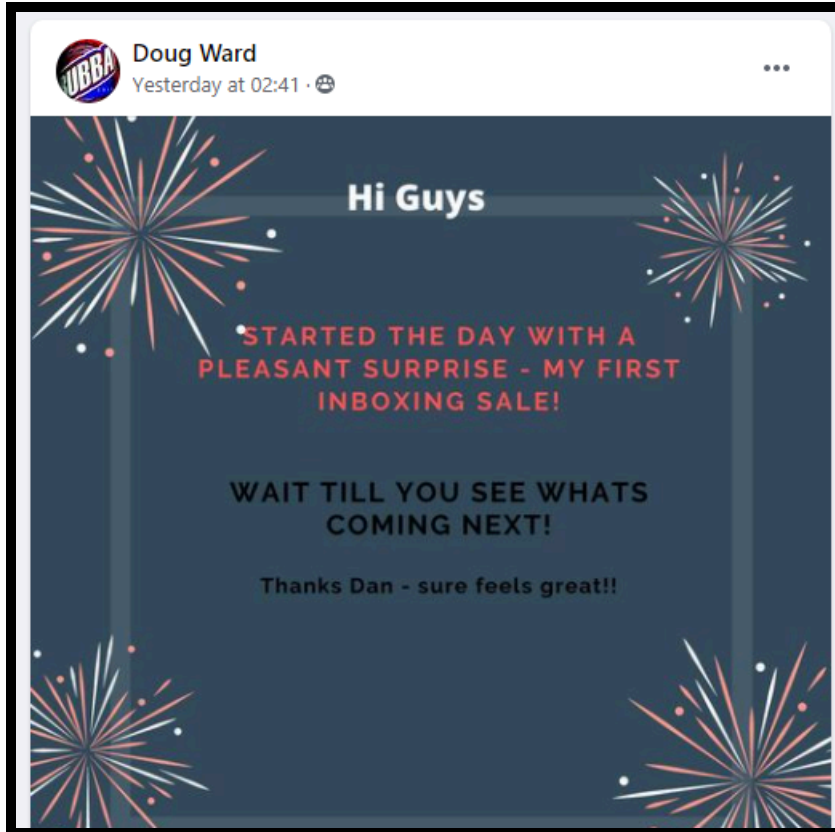 UBBA
Doug Ward
Yesterday at 02:41 ·
Hi Guys
STARTED THE DAY WITH A
PLEASANT SURPRISE - MY FIRST
INBOXING SALE!
WAIT TILL YOU SEE WHATS
COMING NEXT!
Thanks Dan - sure feels great!!